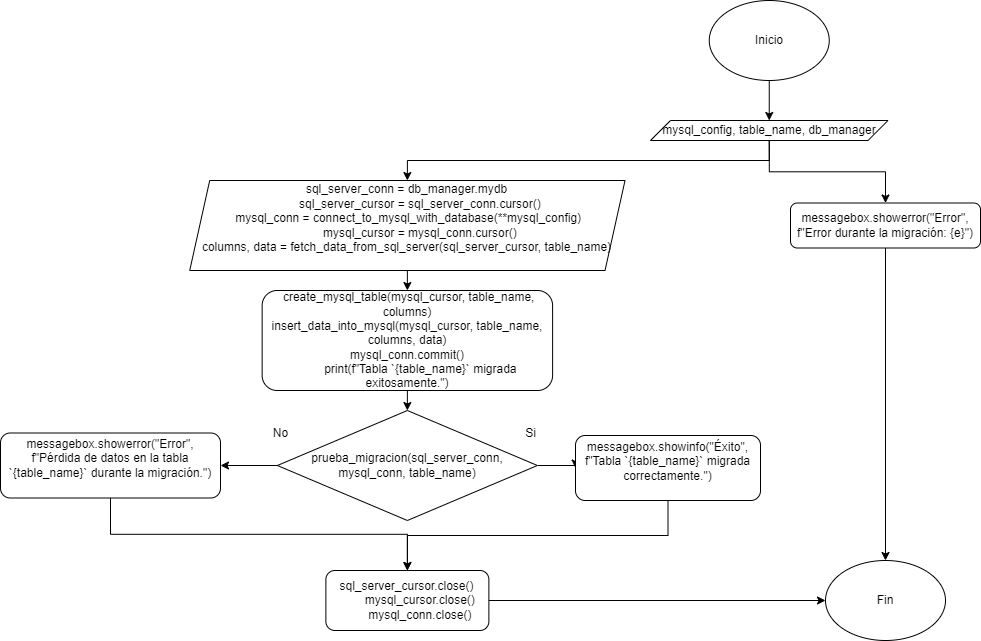 Inicio
mysql_config, table_name, db_manager
sql_server_conn = db_manager.mydb
sql_server_cursor = sql_server_conn.cursor()
mysql_conn = connect_to_mysql_with_database(**mysql_config)
mysql_cursor = mysql_conn.cursor()
columns, data = fetch_data_from_sql_server(sql_server_cursor, table_name)
messagebox.showerror("Error",
f"Error durante la migración: {e}")
create_mysql_table(mysql_cursor, table_name,
columns)
insert_data_into_mysql(mysql_cursor, table_name,
columns, data)
mysql_conn.commit()
print(f"Tabla `{table_name}` migrada
exitosamente.")
No
Si
messagebox.showerror("Error",
f"Pérdida de datos en la tabla
`{table_name}` durante la migración.")
prueba_migracion(sql_server_conn,
mysql_conn, table_name)
messagebox.showinfo("Éxito",
f"Tabla `{table_name}` migrada
correctamente.")
sql_server_cursor.close()
mysql_cursor.close()
mysql_conn.close()
Fin